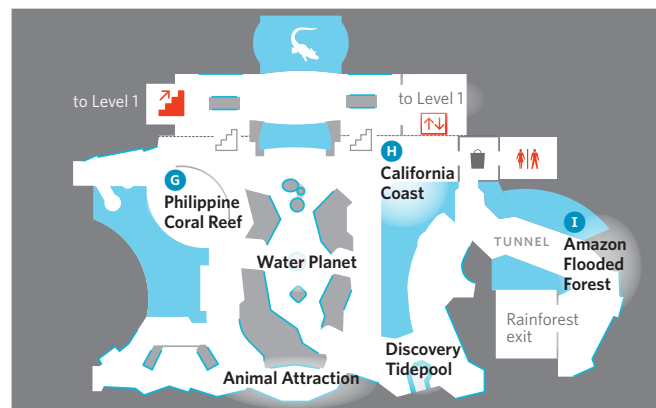 to Level 1
to Level 1
H
California
Coast
G
Philippine
Coral Reef
I
TUNNEL
Amazon
Flooded
Forest
Water Planet
Rainforest
exit
Discovery
Tidepool
Animal Attraction